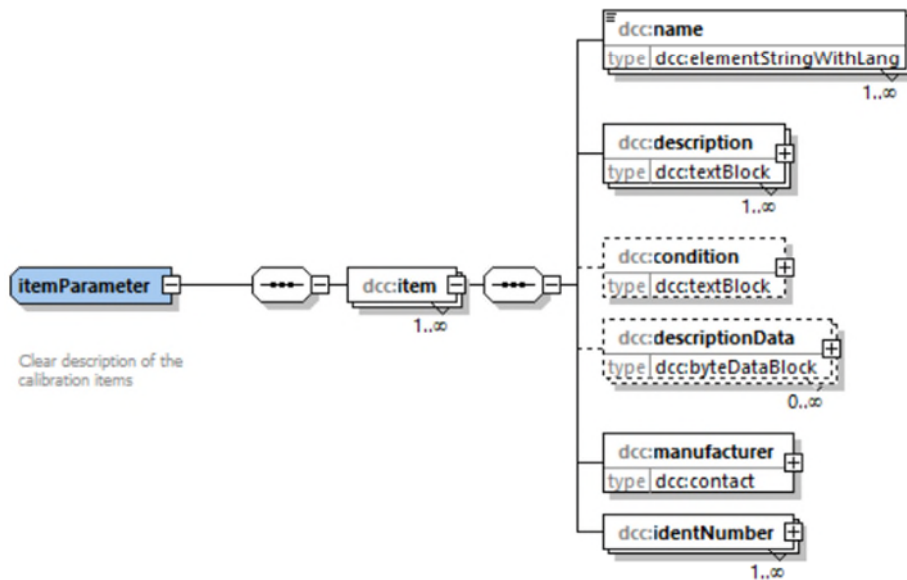 dcc:name
type dcc:elementStringWithLang
1..∞
dcc:description
type dcc:textBlock
1..∞
dcc:condition
type dcc:textBlock
itemParameter
dcc:item
1..∞
Clear description of the
calibration items
dcc:descriptionData
type dcc:byteDataBlock
0..∞
dcc:manufacturer
type dcc:contact
dcc:identNumber
1..∞